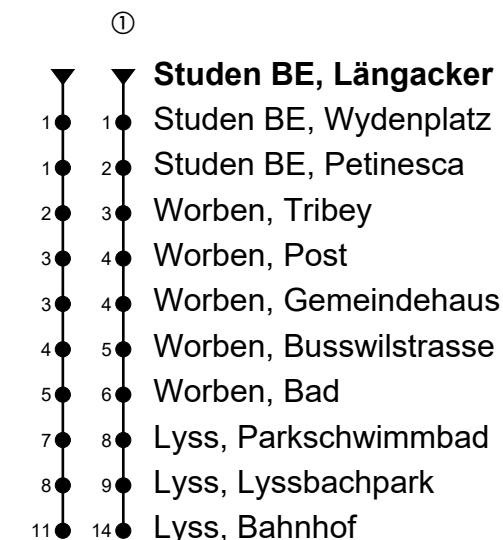 ①
Studen BE, Längacker
1 1 Studen BE, Wydenplatz
1 2 Studen BE, Petinesca
2 3 Worben, Tribey
3 4 Worben, Post
3 4 Worben, Gemeindehaus
4 5 Worben, Busswilstrasse
5 6 Worben, Bad
7 8 Lyss, Parkschwimmbad
8 9 Lyss, Lyssbachpark
11 14 Lyss, Bahnhof